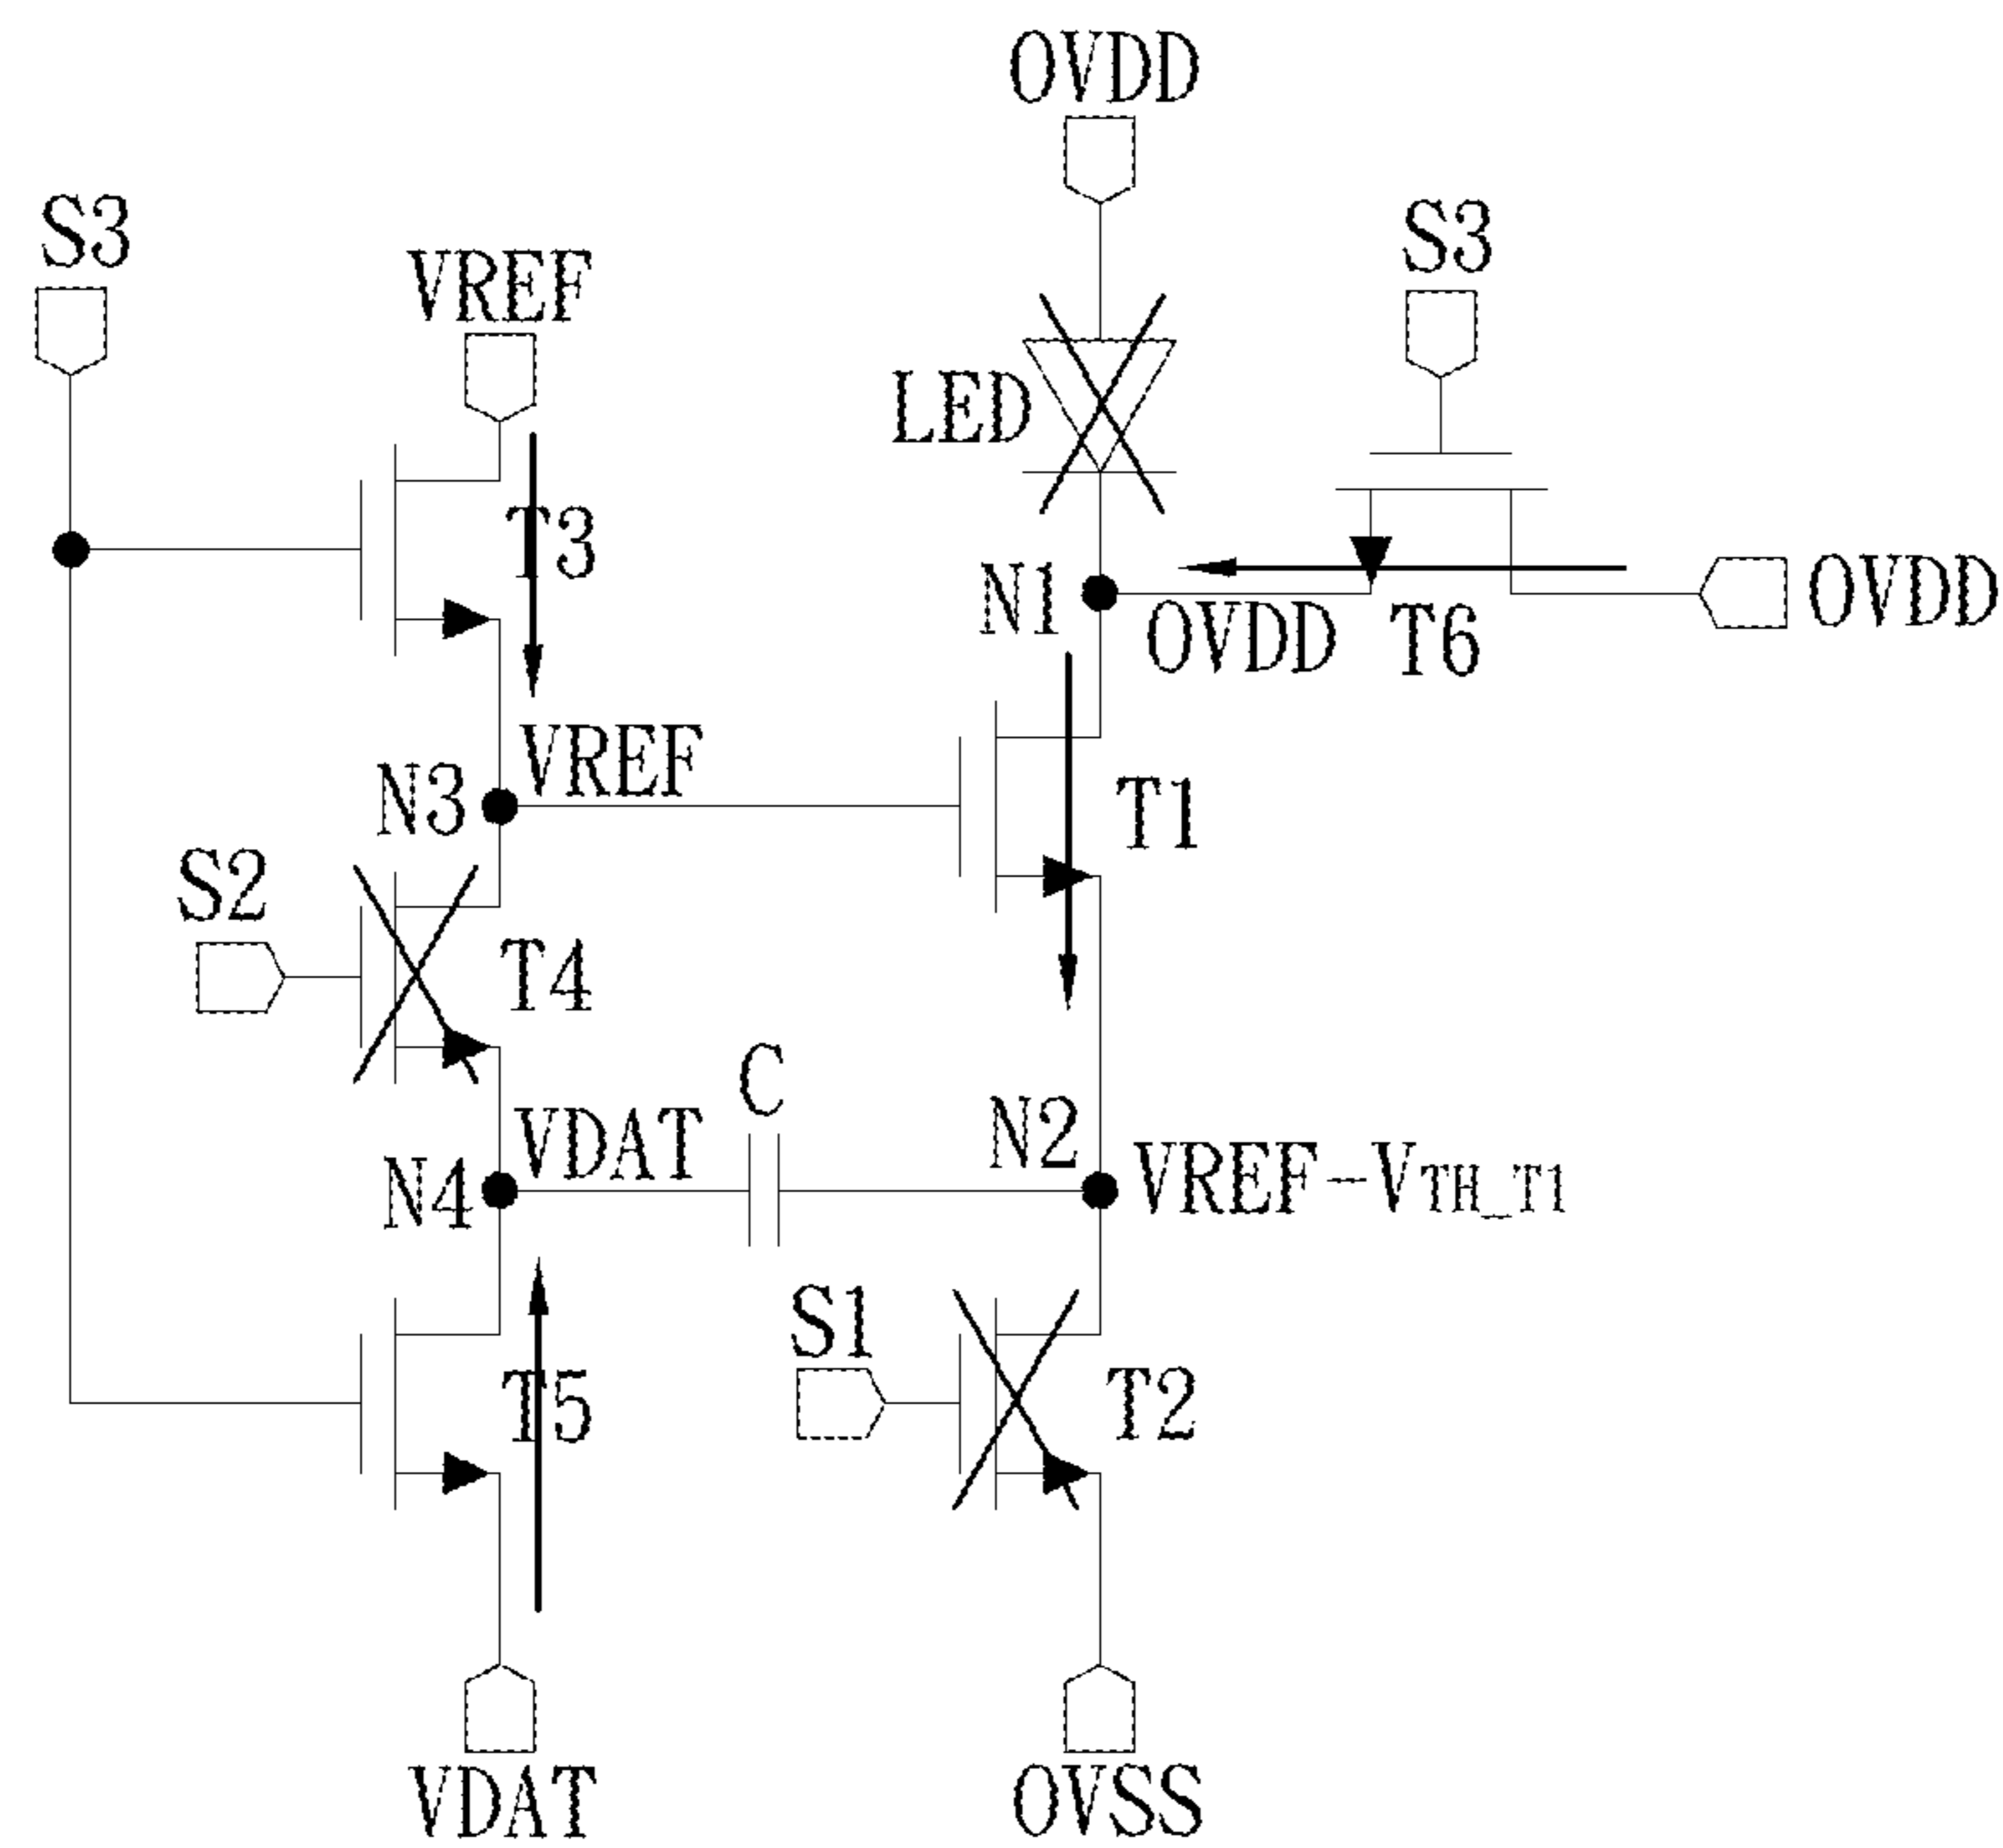 OVDD
S3
S3
VREF
LED
T3
N1
OVDD
T6
OVDD
VREF
N3
T1
S2
T4
C
VDAT
N2
N4
VREF-VTH_T1
S1
T5
T2
VDAT
OVSS